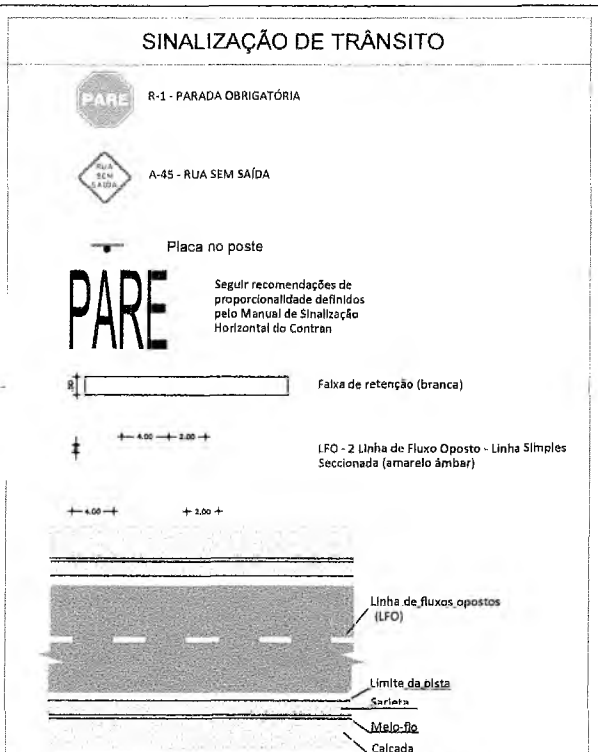 SINALIZAÇÃO DE TRÂNSITO
PARE
R-1 - PARADA OBRIGATÓRIA
RUA
SEM
SAÍDA
A-45 - RUA SEM SAÍDA
Placa no poste
PARE
Seguir recomendações de
proporcionalidade definidos
pelo Manual de Sinalização
Horizontal do Contran
Faixa de retenção (branca)
4.00 2.00
LFO - 2 Linha de Fluxo Oposto - Linha Simples
Seccionada (amarelo âmbar)
4.00 2.00
Linha de fluxos opostos
(LFO)
Limite da pista
Sarjeta
Meio-fio
Calçada